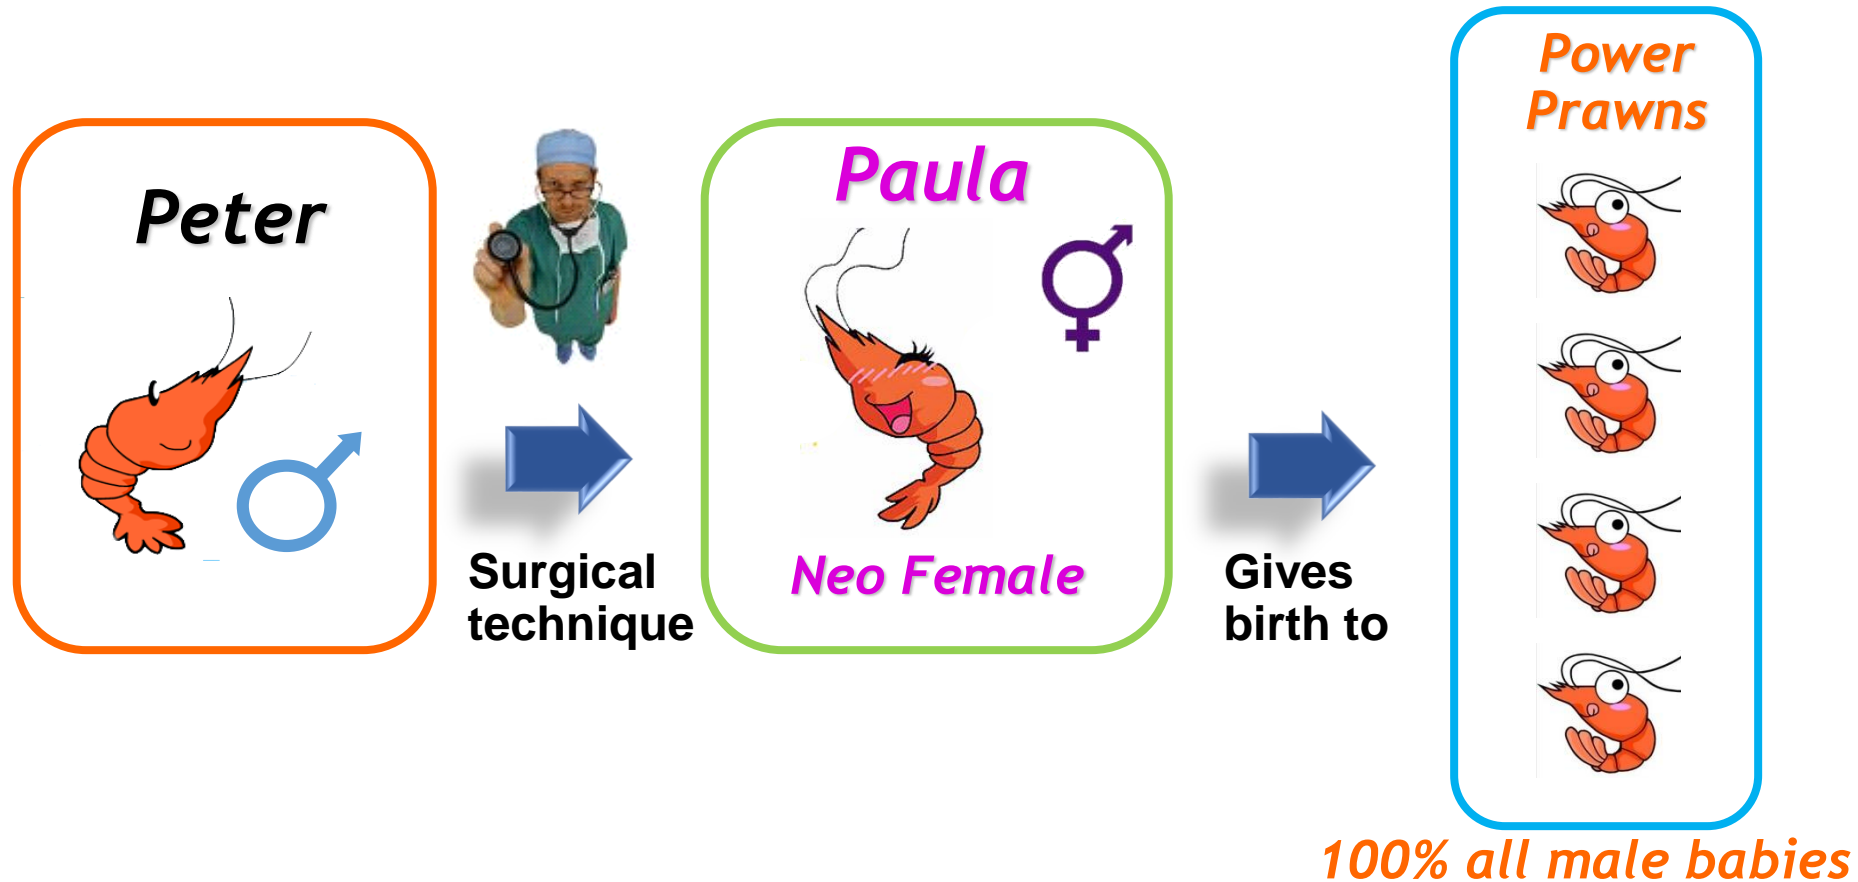 Peter
Surgical
technique
Paula
Neo Female
Gives
birth to
Power
Prawns
100% all male babies